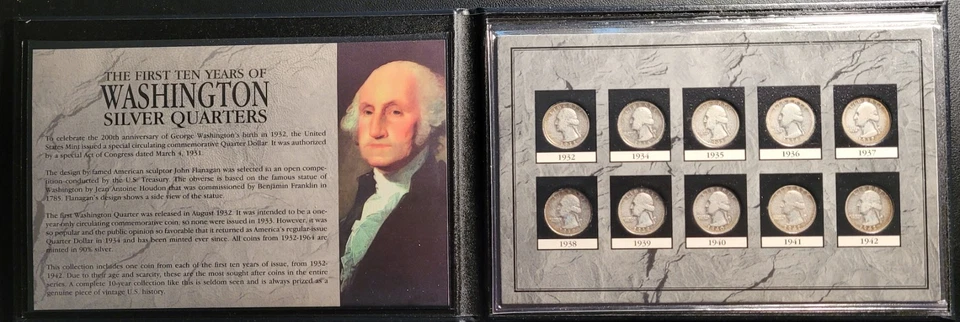 THE FIRST TEN YEARS OF
WASHINGTON
SILVER QUARTERS
To celebrate the 200th anniversary of George Washington's birth in 1932, the United
States Mint issued a special circulating commemorative Quarter Dollar. It was authorized
by a special Act of Congress dated March 4, 1931.
The design by famed American sculptor John Flanagan was selected in an open compe-
tition conducted by the U.S. Treasury. The obverse is based on the famous statue of
Washington by Jean Antoine Houdon that was commissioned by Benjamin Franklin in
1785. Flanagan's design shows a side view of the statue.
The first Washington Quarter was released in August 1932. It was intended to be a one-
year-only circulating commemorative coin, so none were issued in 1933. However, it was
so popular and the public opinion so favorable that it returned as America's regular-issue
Quarter Dollar in 1934 and has been minted ever since. All coins from 1932-1964 are
minted in 90% silver.
This collection includes one coin from each of the first ten years of issue, from 1932-
1942. Due to their age and scarcity, these are the most sought after coins in the entire
series. A complete 10-year collection like this is seldom seen and is always prized as a
genuine piece of vintage U.S. history.
1932 1934 1935 1936 1937
1938 1939 1940 1941 1942